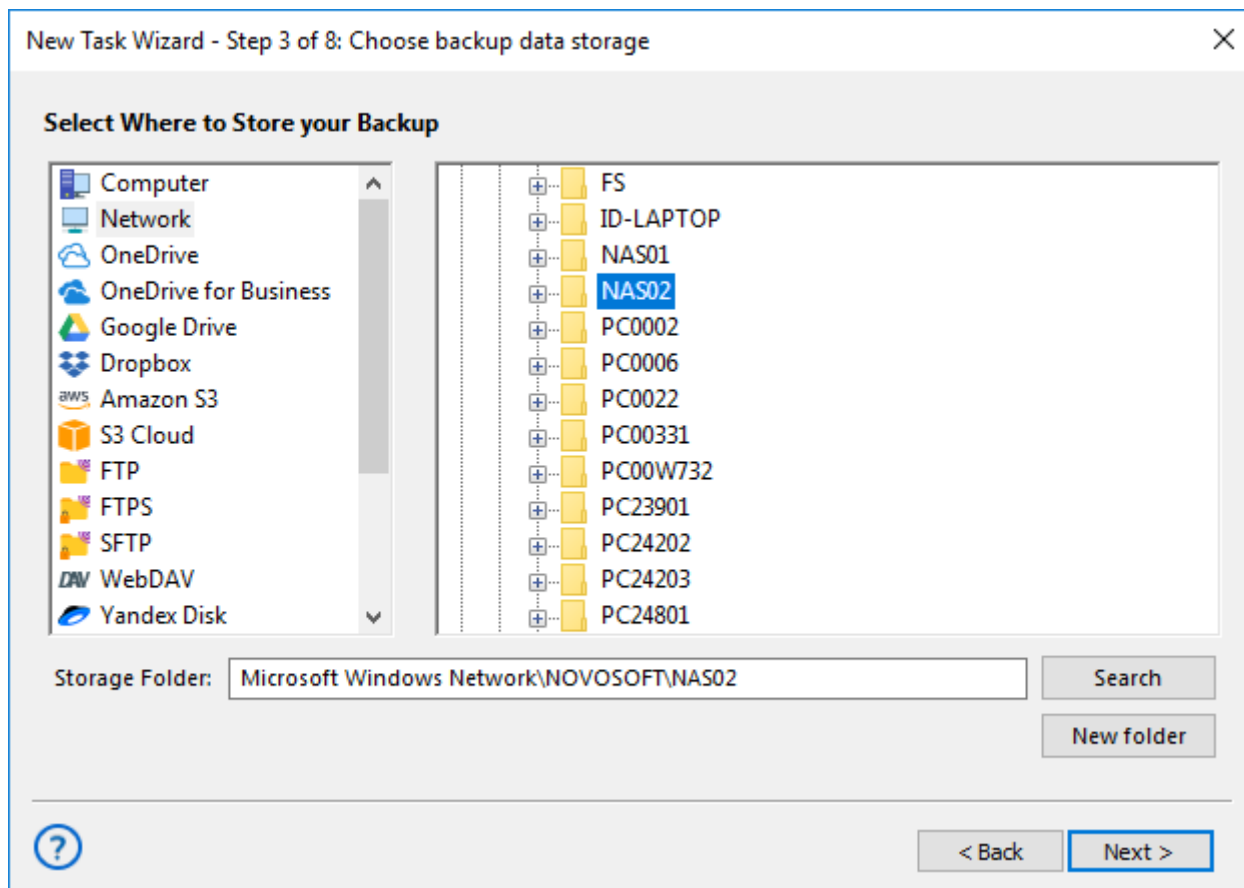 New Task Wizard - Step 3 of 8: Choose backup data storage
Select Where to Store your Backup
Computer
Network
OneDrive
OneDrive for Business
Google Drive
Dropbox
aws Amazon S3
S3 Cloud
FTP
FTPS
SFTP
DAV WebDAV
Yandex Disk
FS
ID-LAPTOP
NAS01
NAS02
PC0002
PC0006
PC0022
PC00331
PC00W732
PC23901
PC24202
PC24203
PC24801
Storage Folder: Microsoft Windows Network\NOVOSOFT\NAS02 Search
New folder
? < Back Next >